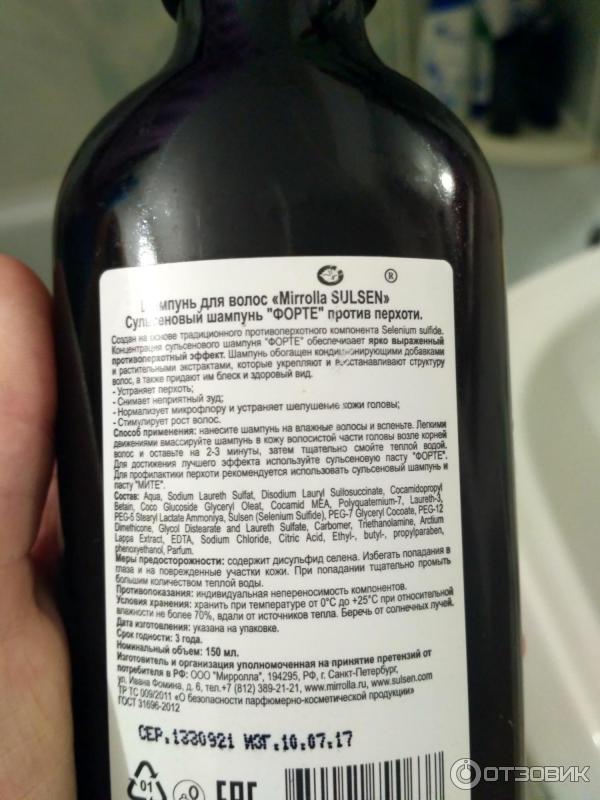 ®
Шампунь для волос «Mirrolla SULSEN»
Сульсеновый шампунь "ФОРТЕ" против перхоти.
Создан на основе традиционного противоперхотного компонента Selenium sulfide.
Концентрация сульсенового шампуня "ФОРТЕ" обеспечивает ярко выраженный
противоперхотный эффект. Шампунь обогащен кондиционирующими добавками
и растительными экстрактами, которые укрепляют и восстанавливают структуру
волос, а также придают им блеск и здоровый вид.
- Устраняет перхоть;
- Снимает неприятный зуд;
- Нормализует микрофлору и устраняет шелушение кожи головы;
- Стимулирует рост волос.
Способ применения: нанесите шампунь на влажные волосы и вспеньте. Легкими
движениями вмассируйте шампунь в кожу волосистой части головы возле корней
волос и оставьте на 2-3 минуты, затем тщательно смойте теплой водой.
Для достижения лучшего эффекта используйте сульсеновую пасту "ФОРТЕ".
Для профилактики перхоти рекомендуется использовать сульсеновый шампунь и
пасту "МИТЕ".
Состав: Aqua, Sodium Laureth Sulfat, Disodium Lauryl Sulfosuccinate, Cocamidopropyl
Betain, Coco Glucoside Glyceryl Oleat, Cocamid MEA, Polyquaternium-7, Laureth-3,
PEG-5 Stearyl Lactate Ammoniya, Sulsen (Selenium Sulfide), PEG-7 Glyceryl Cocoate, PEG-12
Dimethicone, Glycol Distearate and Laureth Sulfate, Carbomer, Triethanolamine, Arctium
Lappa Extract, EDTA, Sodium Chloride, Citric Acid, Ethyl-, butyl-, propylparaben,
phenoxyethanol, Parfum.
Меры предосторожности: содержит дисульфид селена. Избегать попадания в
глаза и на поврежденные участки кожи. При попадании тщательно промыть
большим количеством теплой воды.
Противопоказания: индивидуальная непереносимость компонентов.
Условия хранения: хранить при температуре от 0°С до +25°С при относительной
влажности не более 70%, вдали от источников тепла. Беречь от солнечных лучей.
Дата изготовления: указана на упаковке.
Срок годности: 3 года.
Номинальный объем: 150 мл.
Изготовитель и организация уполномоченная на принятие претензий от
потребителя в РФ: ООО "Мирролла", 194295, РФ, г. Санкт-Петербург,
ул. Ивана Фомина, д. 6, тел.+7 (812) 389-21-21, www.mirrolla.ru, www.sulsen.com
ТР ТС 009/2011 «О безопасности парфюмерно-косметической продукции»
ГОСТ 31696-2012
СЕР.1330921 ИЗГ.10.07.17
01
EAC
ОТЗОВИК